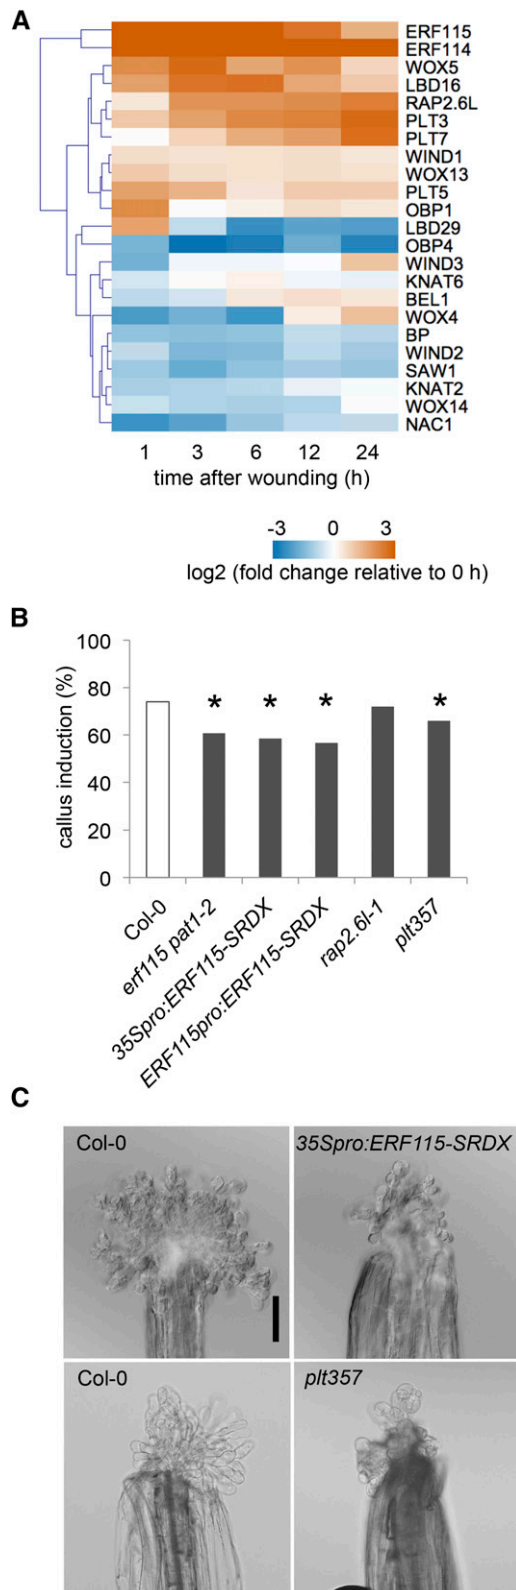 A
ERF115
ERF114
WOX5
LBD16
RAP2.6L
PLT3
PLT7
WIND1
WOX13
PLT5
OBP1
LBD29
OBP4
WIND3
KNAT6
BEL1
WOX4
BP
WIND2
SAW1
KNAT2
WOX14
NAC1
1 3 6 12 24
time after wounding (h)
-3 0 3
log2 (fold change relative to 0 h)
B
callus induction (%)
100
80
60
40
20
0
* * * *
Col-0
erf115 pat1-2
35Spro:ERF115-SRDX
ERF115pro:ERF115-SRDX
rap2.6l-1
plt357
C
Col-0
35Spro:ERF115-SRDX
Col-0
plt357